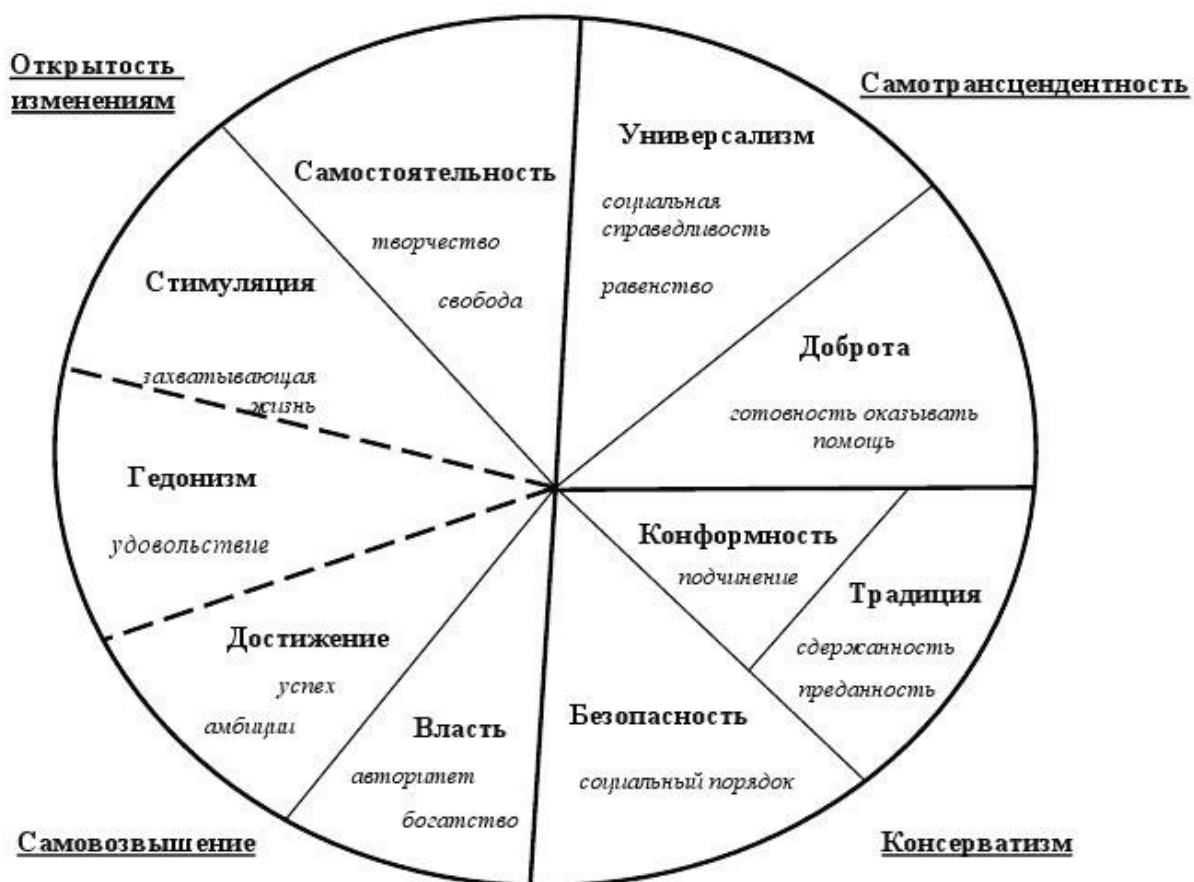 Открытость
изменениям
Самотрансцендентность
Универсализм
социальная
справедливость
равенство
Самостоятельность
творчество
свобода
Стимуляция
захватывающая
жизнь
Доброта
готовность оказывать
помощь
Гедонизм
удовольствие
Конформность
подчинение
Традиция
сдержанность
преданность
Достижение
успех
амбиции
Власть
авторитет
богатство
Безопасность
социальный порядок
Самовозвышение
Консерватизм